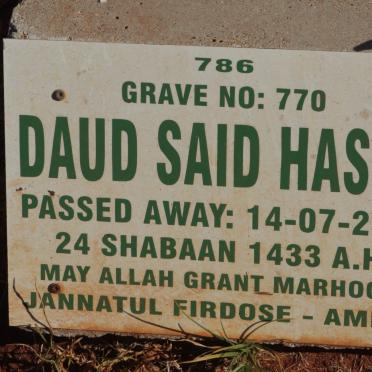 786
GRAVE NO: 770
DAUD SAID HAS
PASSED AWAY: 14-07-2
24 SHABAAN 1433 A.H
MAY ALLAH GRANT MARHOO
JANNATUL FIRDOSE - AM